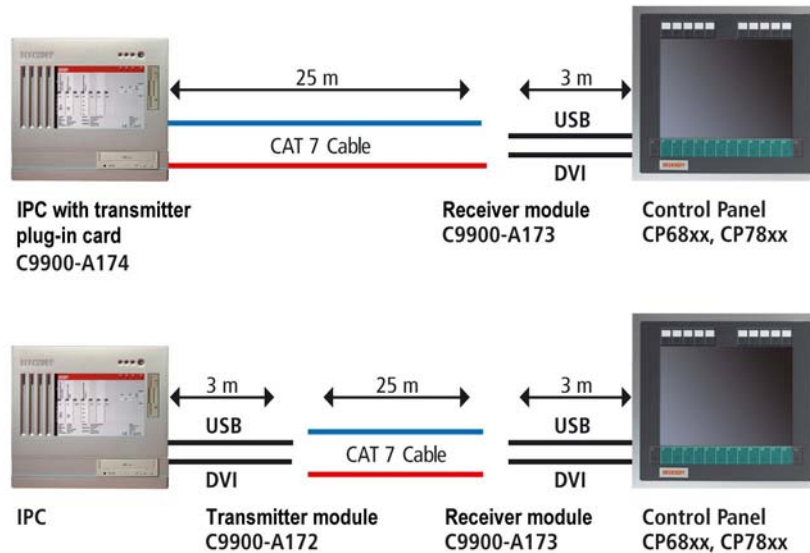 25 m
3 m
USB
CAT 7 Cable
DVI
IPC with transmitter
plug-in card
C9900-A174
Receiver module
C9900-A173
Control Panel
CP68xx, CP78xx
3 m
25 m
3 m
USB
USB
CAT 7 Cable
DVI
DVI
IPC
Transmitter module
C9900-A172
Receiver module
C9900-A173
Control Panel
CP68xx, CP78xx